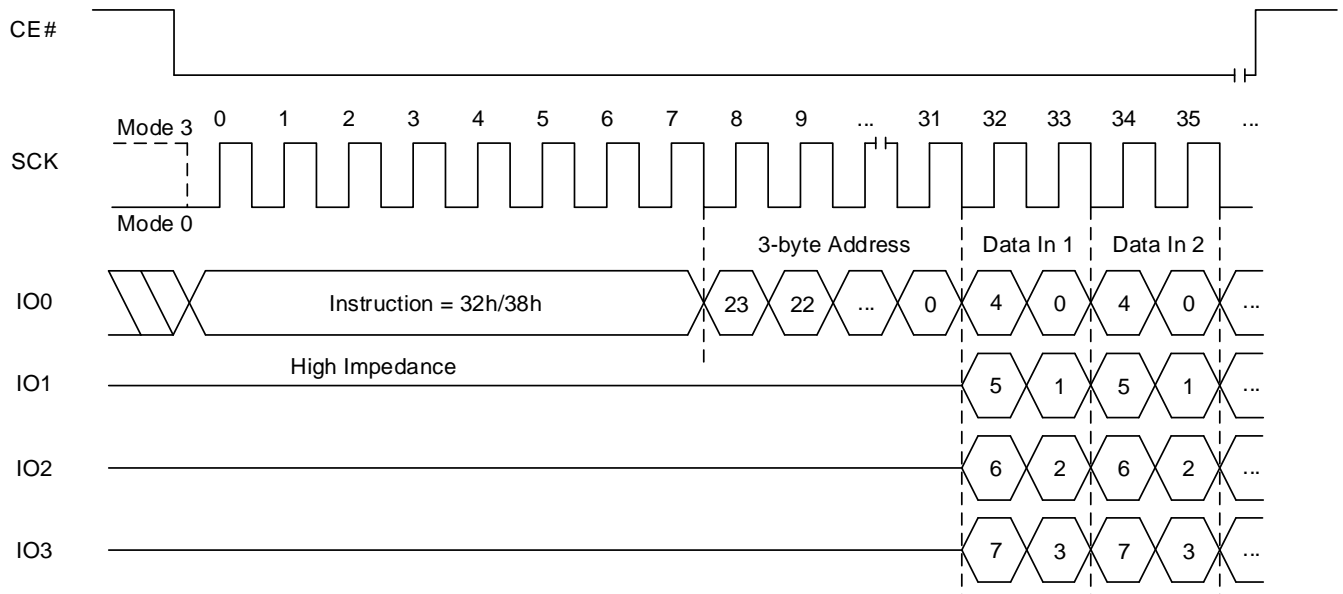 CE#
Mode 3 0 1 2 3 4 5 6 7 8 9 ... 31 32 33 34 35 ...
SCK
Mode 0
3-byte Address Data In 1 Data In 2
IO0 Instruction = 32h/38h 23 22 ... 0 4 0 4 0 ...
High Impedance
IO1 5 1 5 1 ...
IO2 6 2 6 2 ...
IO3 7 3 7 3 ...